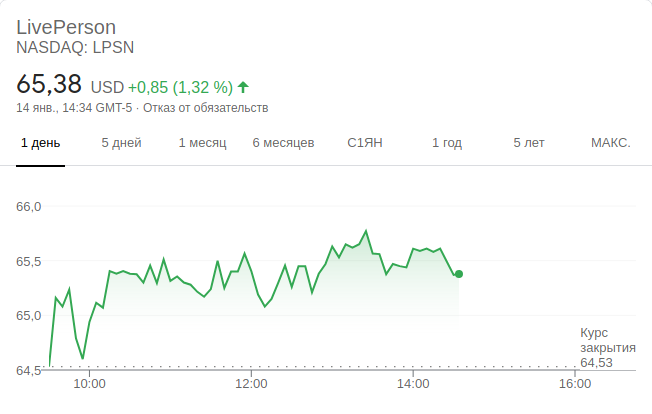 LivePerson
NASDAQ: LPSN
65,38 USD +0,85 (1,32 %)
14 янв., 14:34 GMT-5 · Отказ от обязательств
1 день 5 дней 1 месяц 6 месяцев С1ЯН 1 год 5 лет МАКС.
66,0
65,5
65,0
Курс
закрытия
64,53
64,5
10:00 12:00 14:00 16:00